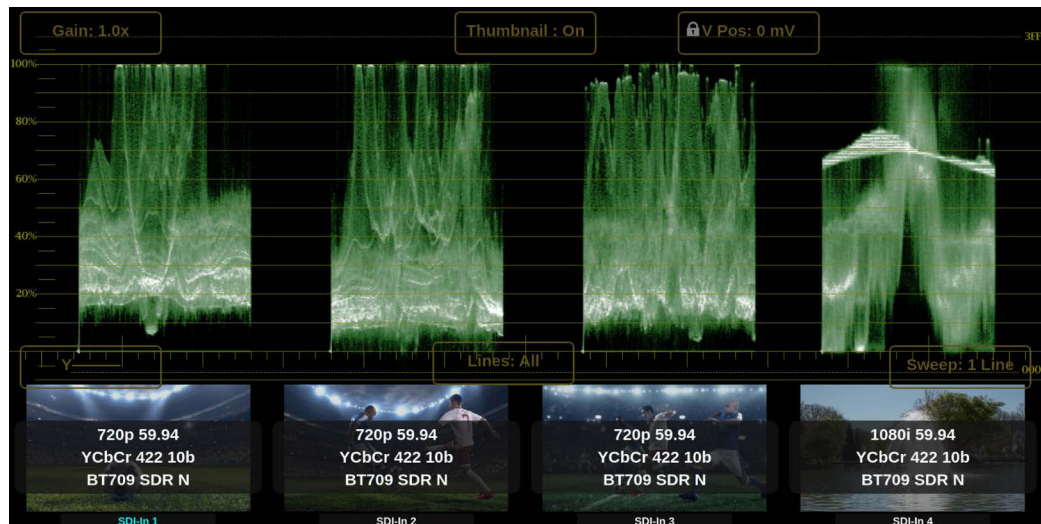 Gain: 1.0x
Thumbnail : On
V Pos: 0 mV
3FF
100%
80%
60%
40%
20%
Y
Lines: All
Sweep: 1 Line
000
720p 59.94
YCbCr 422 10b
BT709 SDR N
SDI-In 1
720p 59.94
YCbCr 422 10b
BT709 SDR N
SDI-In 2
720p 59.94
YCbCr 422 10b
BT709 SDR N
SDI-In 3
1080i 59.94
YCbCr 422 10b
BT709 SDR N
SDI-In 4